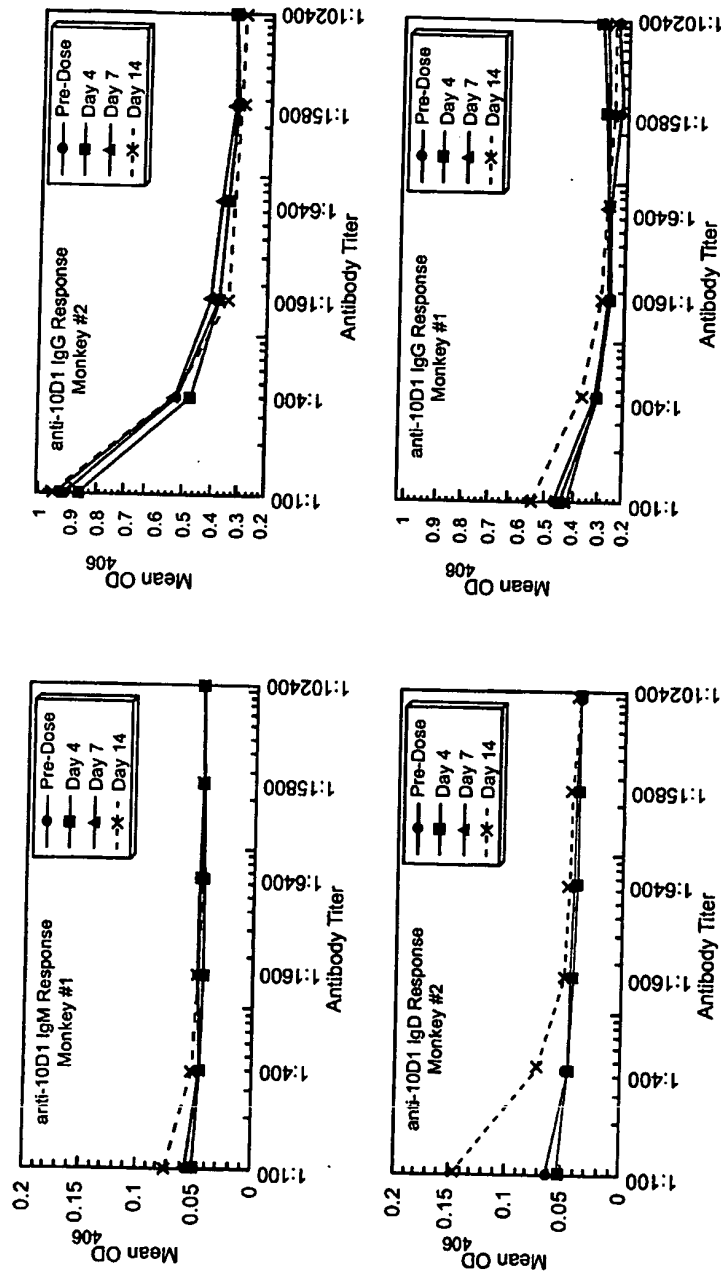 anti-10D1 IgM Response
Monkey #1
Pre-Dose
Day 4
Day 7
Day 14
Mean OD 406
0.2
0.15
0.1
0.05
0
1:100
1:400
1:1600
1:6400
1:15800
1:102400
Antibody Titer
anti-10D1 IgG Response
Monkey #2
Pre-Dose
Day 4
Day 7
Day 14
Mean OD 406
1
0.9
0.8
0.7
0.6
0.5
0.4
0.3
0.2
1:100
1:400
1:1600
1:6400
1:15800
1:102400
Antibody Titer
anti-10D1 IgD Response
Monkey #2
Pre-Dose
Day 4
Day 7
Day 14
Mean OD 406
0.2
0.15
0.1
0.05
0
1:100
1:400
1:1600
1:6400
1:15800
1:102400
Antibody Titer
anti-10D1 IgG Response
Monkey #1
Pre-Dose
Day 4
Day 7
Day 14
Mean OD 406
1
0.9
0.8
0.7
0.6
0.5
0.4
0.3
0.2
1:100
1:400
1:1600
1:6400
1:15800
1:102400
Antibody Titer